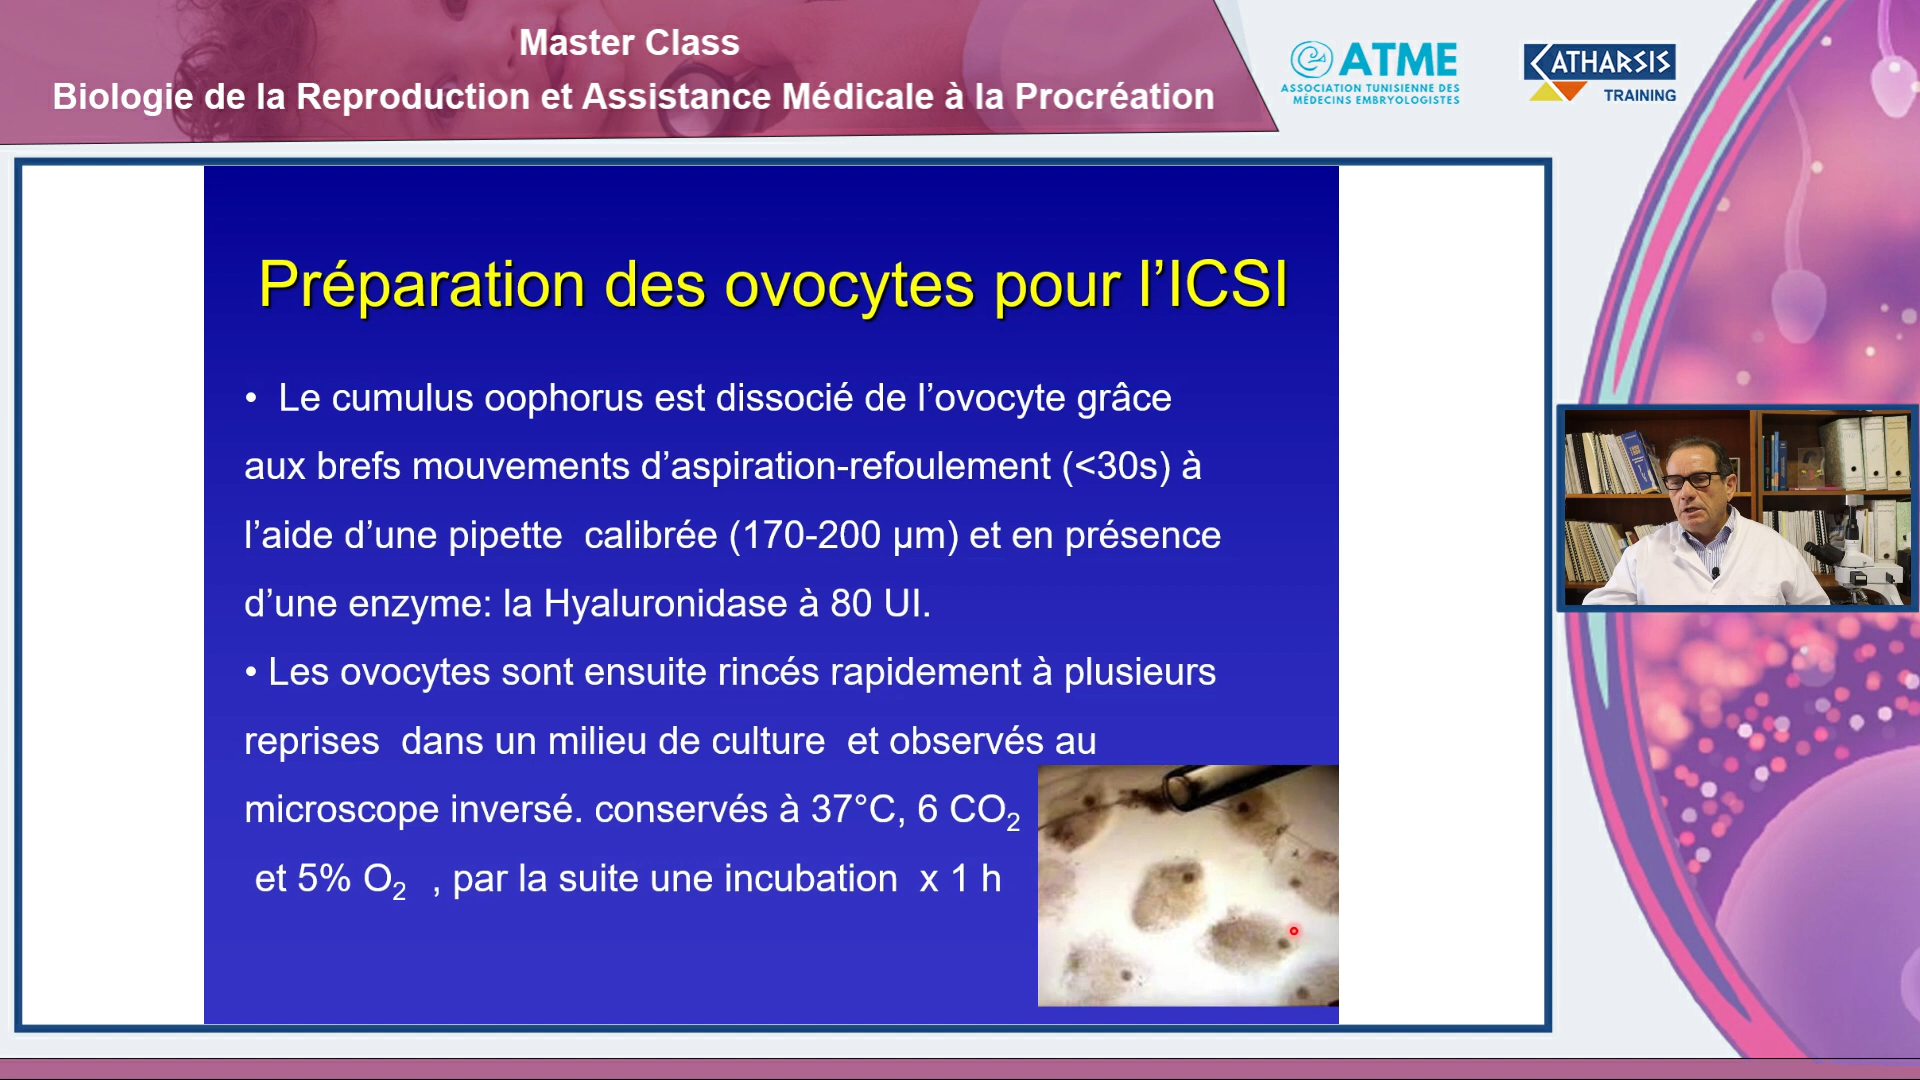 Master Class
Biologie de la Reproduction et Assistance Médicale à la Procréation
ATME
ASSOCIATION TUNISIENNE DES
MÉDECINS EMBRYOLOGISTES
KATHARSIS
TRAINING
Préparation des ovocytes pour l’ICSI
• Le cumulus oophorus est dissocié de l’ovocyte grâce
aux brefs mouvements d’aspiration-refoulement (<30s) à
l’aide d’une pipette calibrée (170-200 µm) et en présence
d’une enzyme: la Hyaluronidase à 80 UI.
• Les ovocytes sont ensuite rincés rapidement à plusieurs
reprises dans un milieu de culture et observés au
microscope inversé. conservés à 37°C, 6 CO₂
et 5% O₂ , par la suite une incubation x 1 h